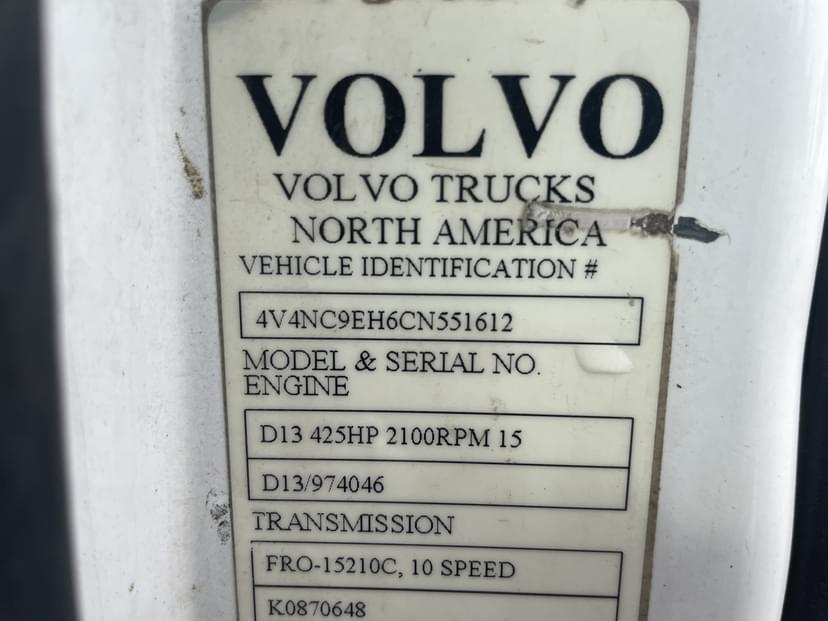 VOLVO
VOLVO TRUCKS
NORTH AMERICA
VEHICLE IDENTIFICATION #
4V4NC9EH6CN551612
MODEL & SERIAL NO.
ENGINE
D13 425HP 2100RPM 15
D13/974046
TRANSMISSION
FRO-15210C, 10 SPEED
K0870648